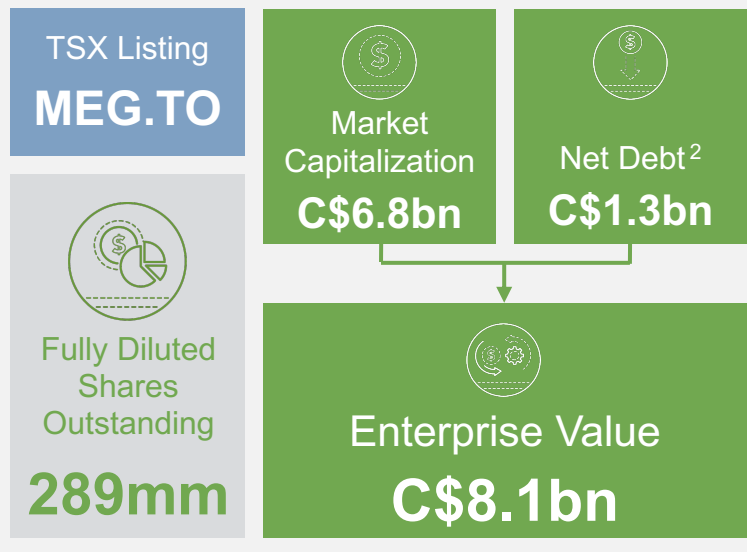 TSX Listing
MEG.TO
Fully Diluted
Shares
Outstanding
289mm
$
Market
Capitalization
C$6.8bn
$
Net Debt 2
C$1.3bn
$
Enterprise Value
C$8.1bn